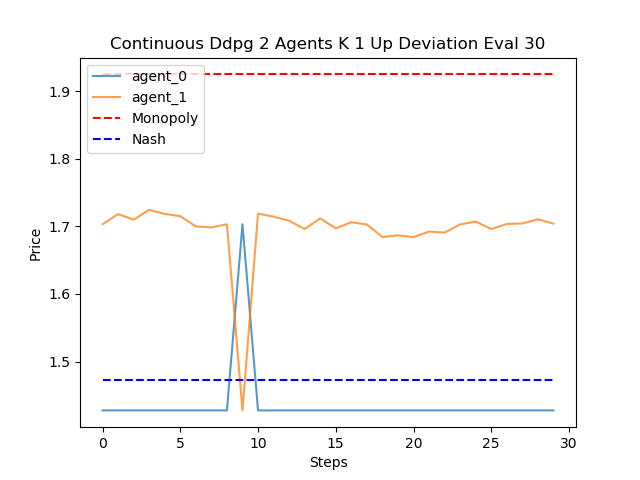 Continuous Ddpg 2 Agents K 1 Up Deviation Eval 30
agent_0
agent_1
Monopoly
Nash
Price
1.9
1.8
1.7
1.6
1.5
0
5
10
15
20
25
30
Steps